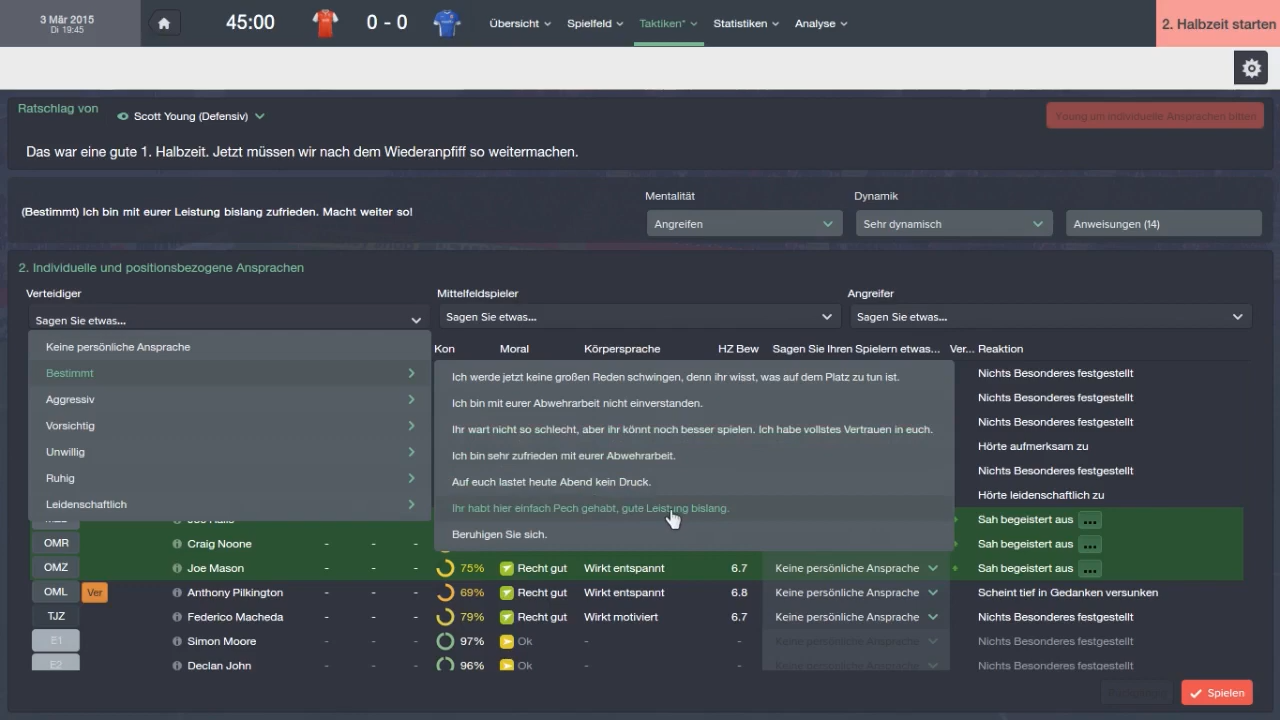 3 Mär 2015
Di 19:45
45:00
0 - 0
Übersicht
Spielfeld
Taktiken*
Statistiken
Analyse
2. Halbzeit starten
Ratschlag von
Scott Young (Defensiv)
Young um individuelle Ansprachen bitten
Das war eine gute 1. Halbzeit. Jetzt müssen wir nach dem Wiederanpfiff so weitermachen.
Mentalität
Dynamik
(Bestimmt) Ich bin mit eurer Leistung bislang zufrieden. Macht weiter so!
Angreifen
Sehr dynamisch
Anweisungen (14)
2. Individuelle und positionsbezogene Ansprachen
Verteidiger
Mittelfeldspieler
Angreifer
Sagen Sie etwas...
Sagen Sie etwas...
Sagen Sie etwas...
Keine persönliche Ansprache
Bestimmt
Aggressiv
Vorsichtig
Unwillig
Ruhig
Leidenschaftlich
Kon Moral Körpersprache HZ Bew Sagen Sie Ihren Spielern etwas... Ver... Reaktion
Ich werde jetzt keine großen Reden schwingen, denn ihr wisst, was auf dem Platz zu tun ist.
Ich bin mit eurer Abwehrarbeit nicht einverstanden.
Ihr wart nicht so schlecht, aber ihr könnt noch besser spielen. Ich habe vollstes Vertrauen in euch.
Ich bin sehr zufrieden mit eurer Abwehrarbeit.
Auf euch lastet heute Abend kein Druck.
Ihr habt hier einfach Pech gehabt, gute Leistung bislang.
Beruhigen Sie sich.
Nichts Besonderes festgestellt
Nichts Besonderes festgestellt
Nichts Besonderes festgestellt
Hörte aufmerksam zu
Nichts Besonderes festgestellt
Hörte leidenschaftlich zu
Sah begeistert aus ...
OMR Craig Noone - - - Sah begeistert aus ...
OMZ Joe Mason - - - 75% Recht gut Wirkt entspannt 6.7 Keine persönliche Ansprache Sah begeistert aus ...
OML Ver Anthony Pilkington - - - 69% Recht gut Wirkt entspannt 6.8 Keine persönliche Ansprache Scheint tief in Gedanken versunken
TJZ Federico Macheda - - - 79% Recht gut Wirkt motiviert 6.7 Keine persönliche Ansprache Nichts Besonderes festgestellt
E1 Simon Moore - - - 97% Ok - - Keine persönliche Ansprache Nichts Besonderes festgestellt
E2 Declan John - - - 96% Ok - - Keine persönliche Ansprache Nichts Besonderes festgestellt
Spielen